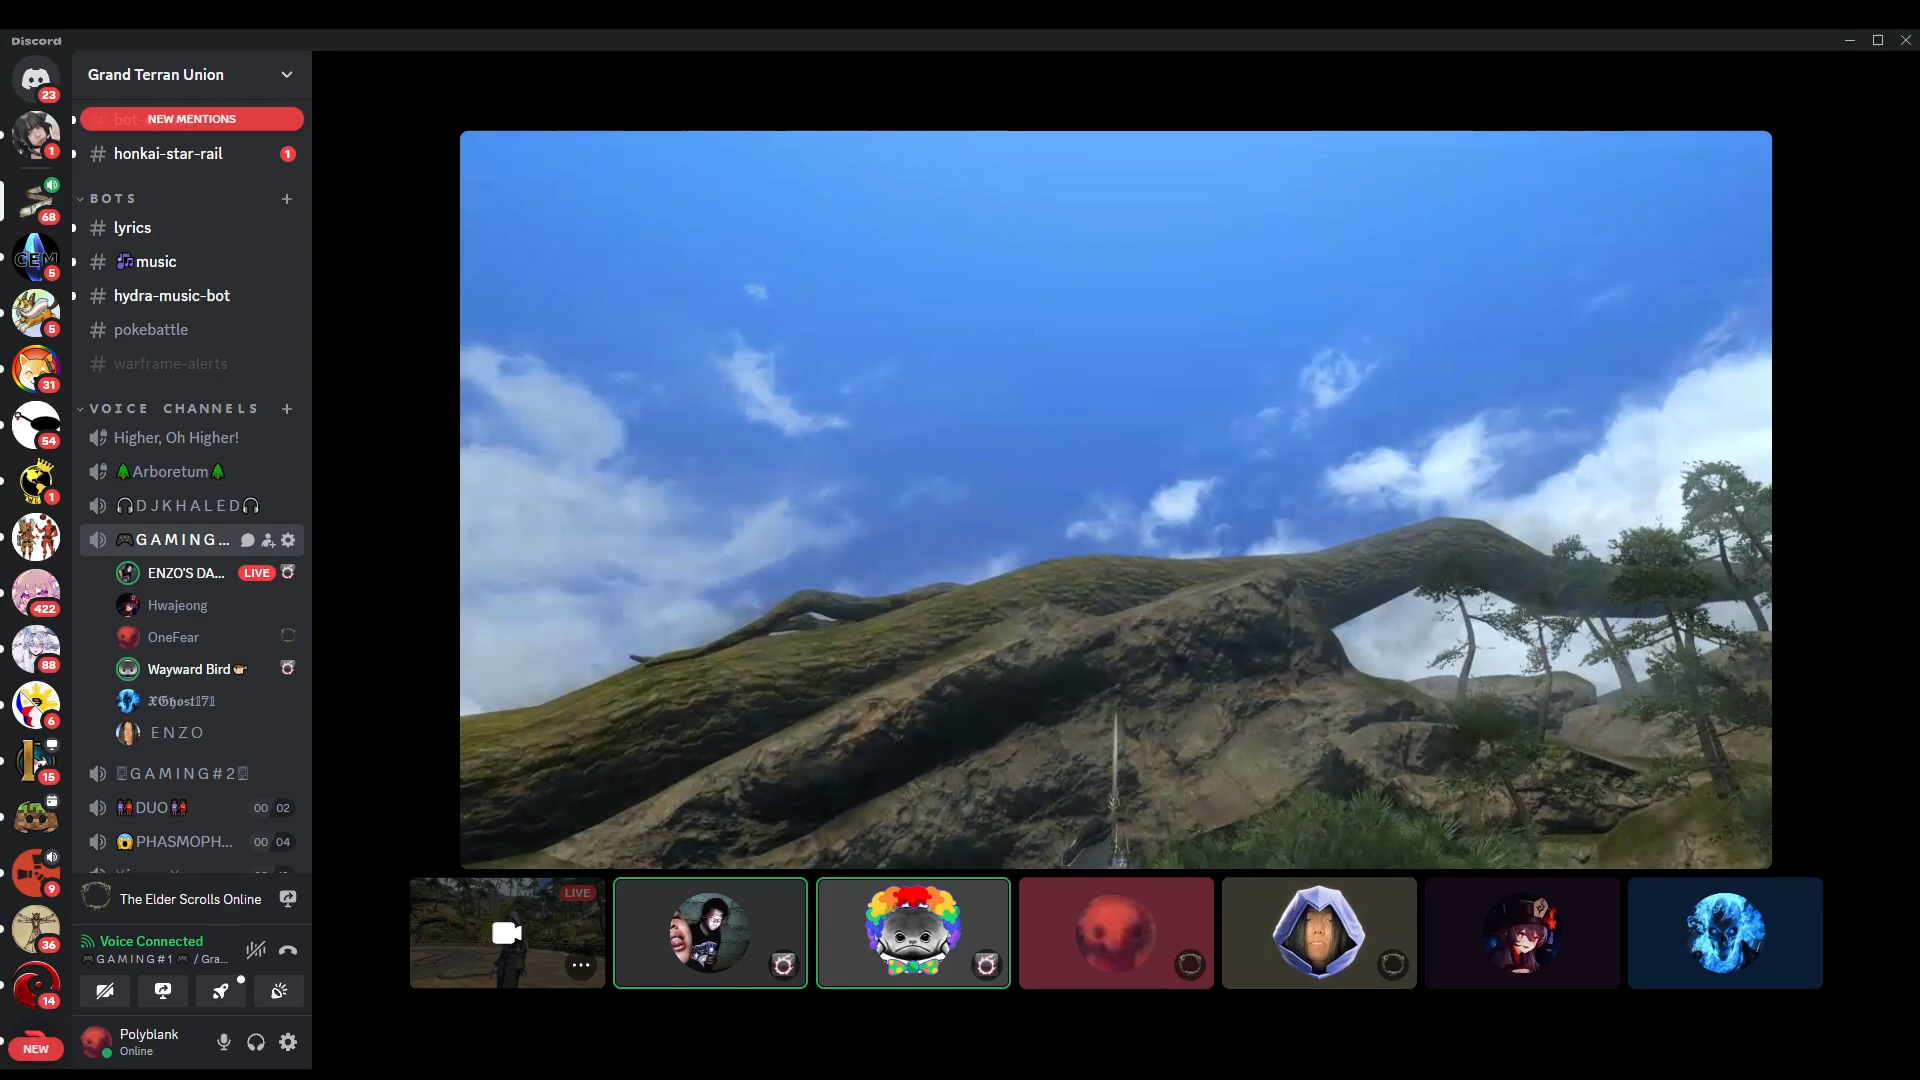 Discord
Grand Terran Union
NEW MENTIONS
honkai-star-rail
1
BOTS
lyrics
music
hydra-music-bot
pokebattle
warframe-alerts
VOICE CHANNELS
Higher, Oh Higher!
🌲Arboretum🌲
🎧DJKHALED🎧
🎮GAMING...
ENZO'S DA...
LIVE
Hwajeong
OneFear
Wayward Bird
𝔛𝔊𝔥𝔬𝔰𝔱171
ENZO
GAMING#2
DUO
00 02
😱PHASMOPH...
00 04
The Elder Scrolls Online
Voice Connected
🎮GAMING#1🎮 / Gra...
Polyblank
Online
23
1
68
CEM
5
5
31
54
1
422
88
6
15
9
36
14
NEW
LIVE